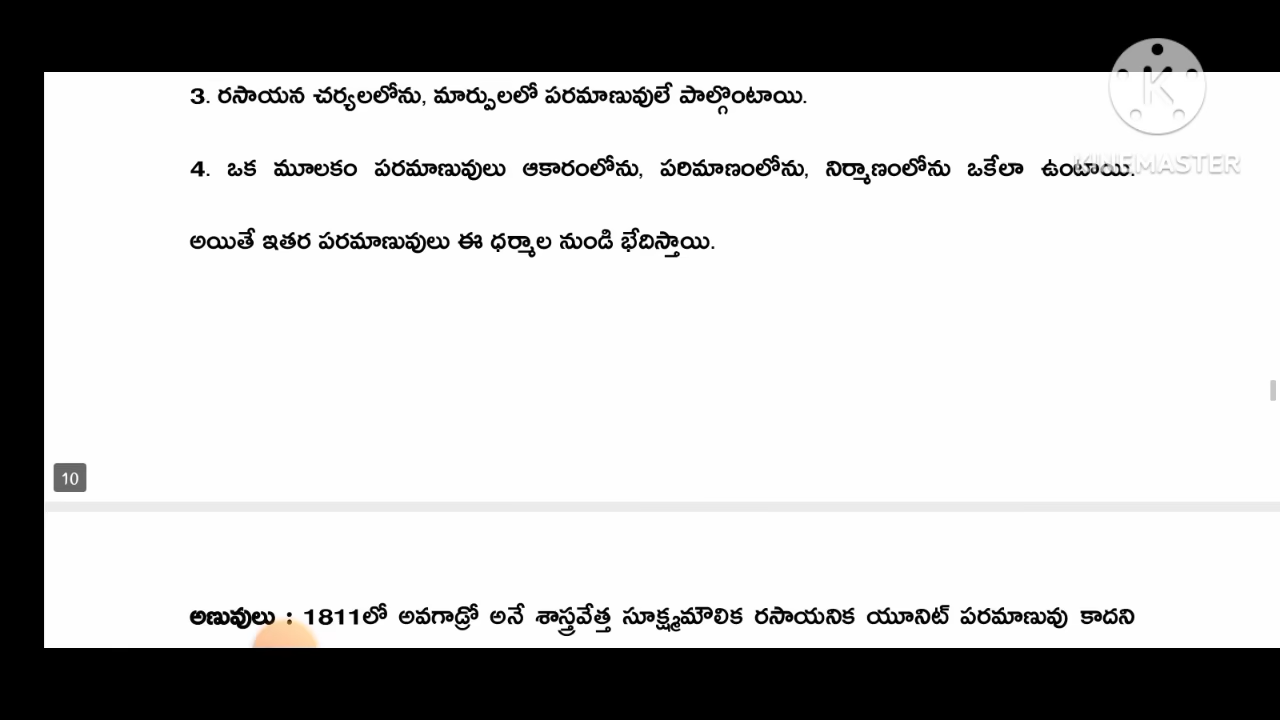 3. రసాయన చర్యలలోను, మార్పులలో పరమాణువులే పాల్గొంటాయి.
KINEMASTER
4. ఒక మూలకం పరమాణువులు ఆకారంలోను, పరిమాణంలోను, నిర్మాణంలోను ఒకేలా ఉంటాయి.
అయితే ఇతర పరమాణువులు ఈ ధర్మాల నుండి భేదిస్తాయి.
10
అణువులు : 1811లో అవగాడ్రో అనే శాస్త్రవేత్త సూక్ష్మమౌలిక రసాయనిక యూనిట్ పరమాణువు కాదని